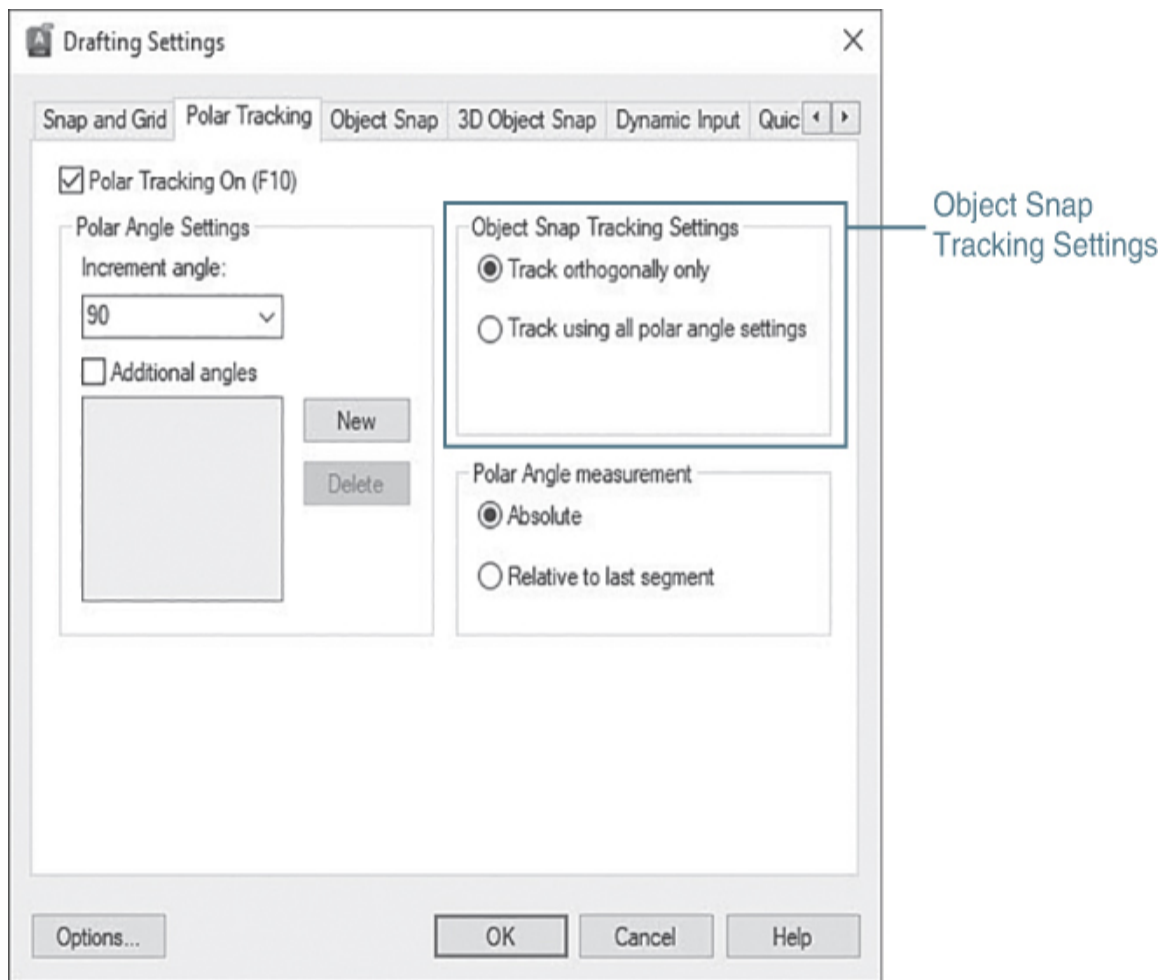 Drafting Settings
Snap and Grid
Polar Tracking
Object Snap
3D Object Snap
Dynamic Input
Quic
Polar Tracking On (F10)
Polar Angle Settings
Increment angle:
90
Additional angles
New
Delete
Object Snap Tracking Settings
Track orthogonally only
Track using all polar angle settings
Polar Angle measurement
Absolute
Relative to last segment
Options...
OK
Cancel
Help
Object Snap
Tracking Settings